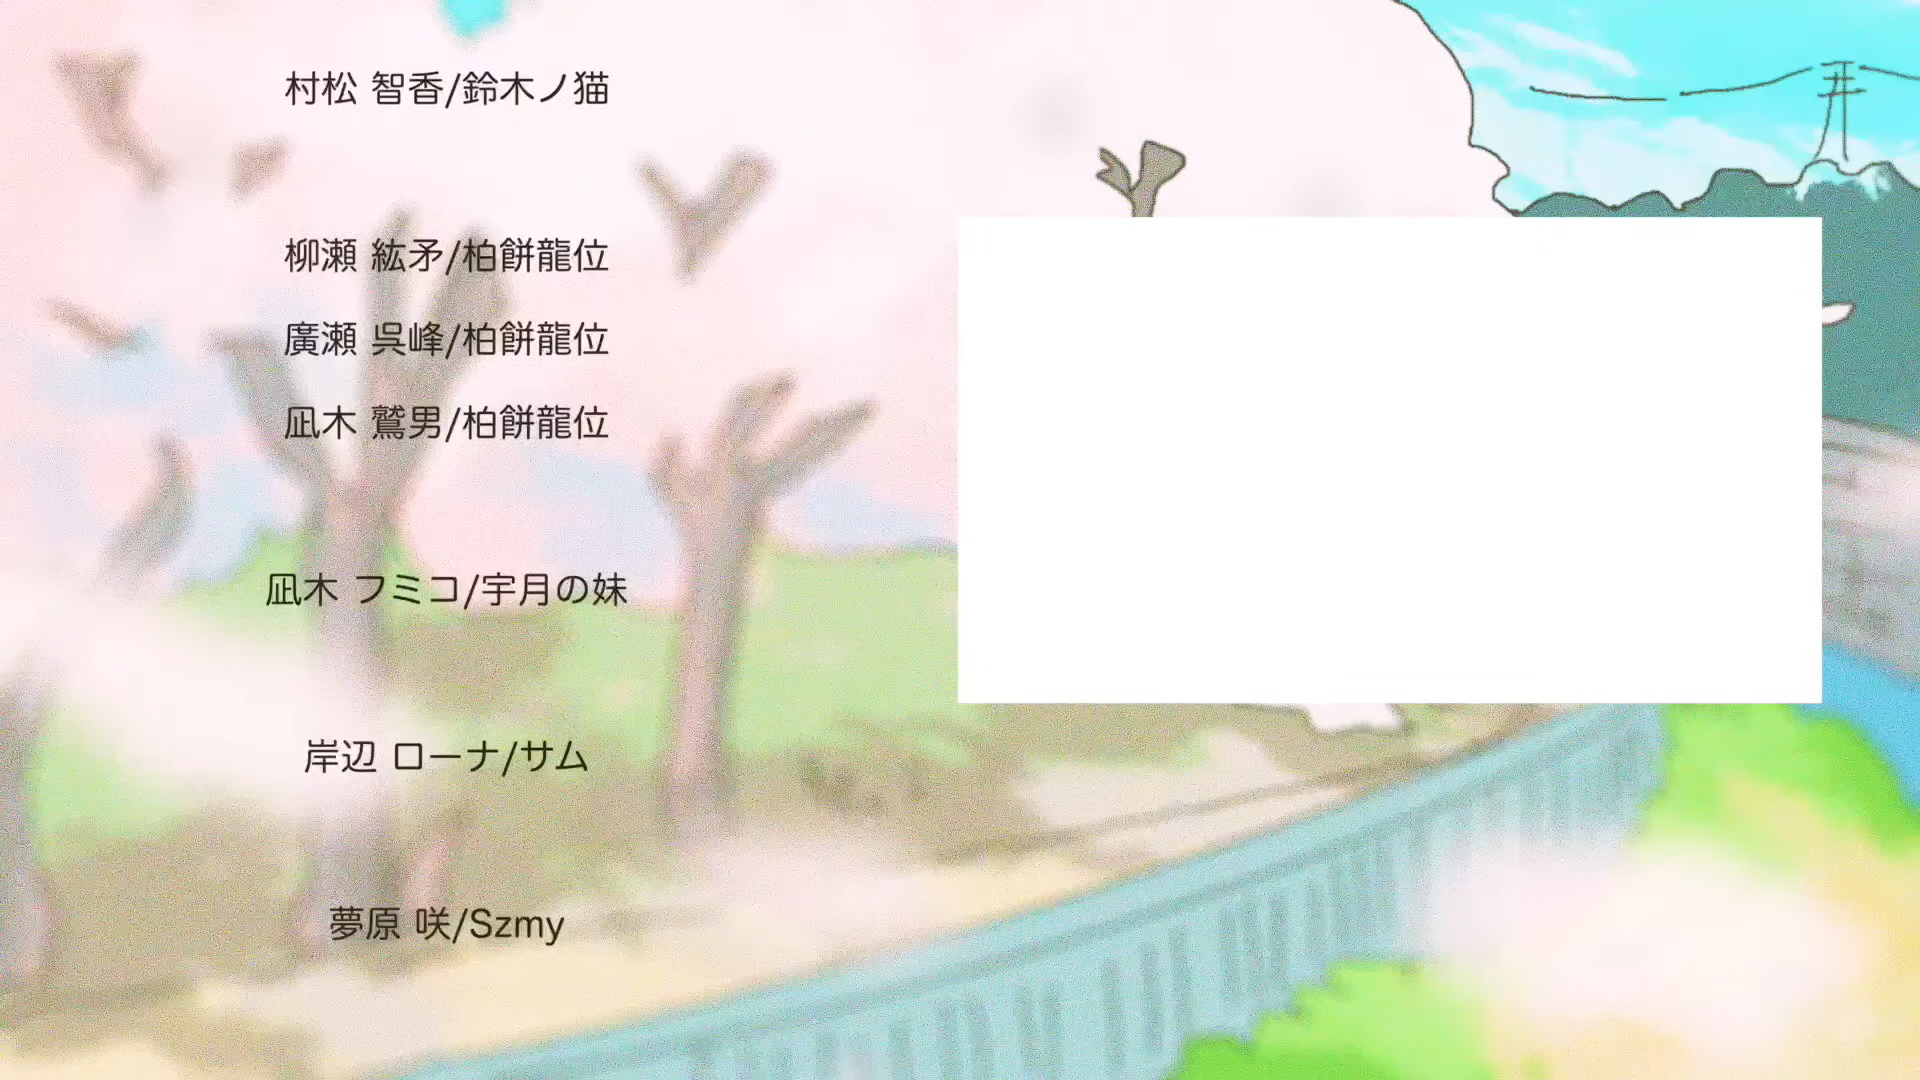 村松 智香/鈴木ノ猫
柳瀬 紘矛/柏餅龍位
廣瀬 呉峰/柏餅龍位
凪木 鷲男/柏餅龍位
凪木 フミコ/宇月の妹
岸辺 ローナ/サム
夢原 咲/Szmy